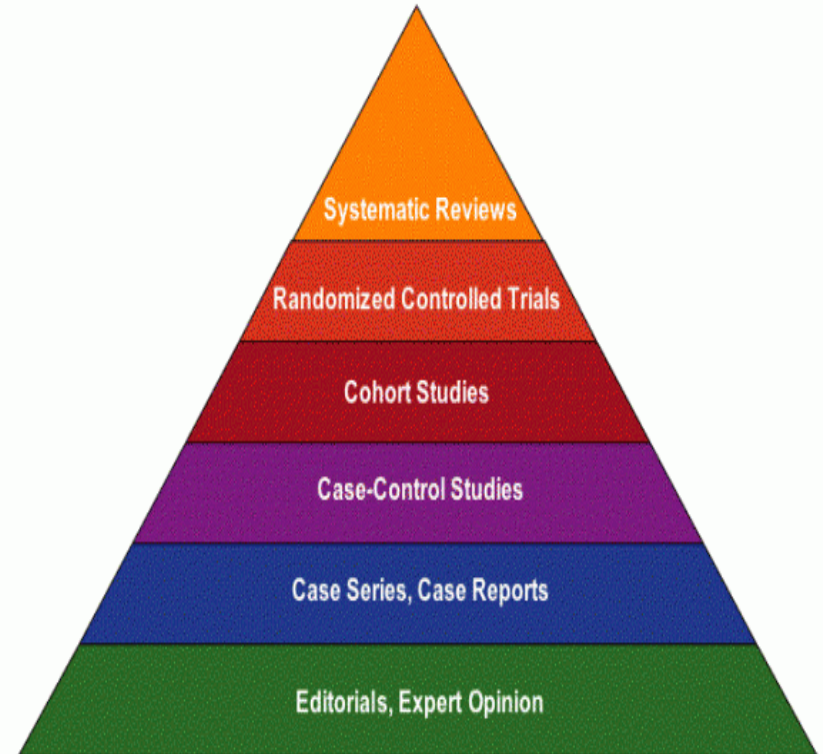 Systematic Reviews
Randomized Controlled Trials
Cohort Studies
Case-Control Studies
Case Series, Case Reports
Editorials, Expert Opinion